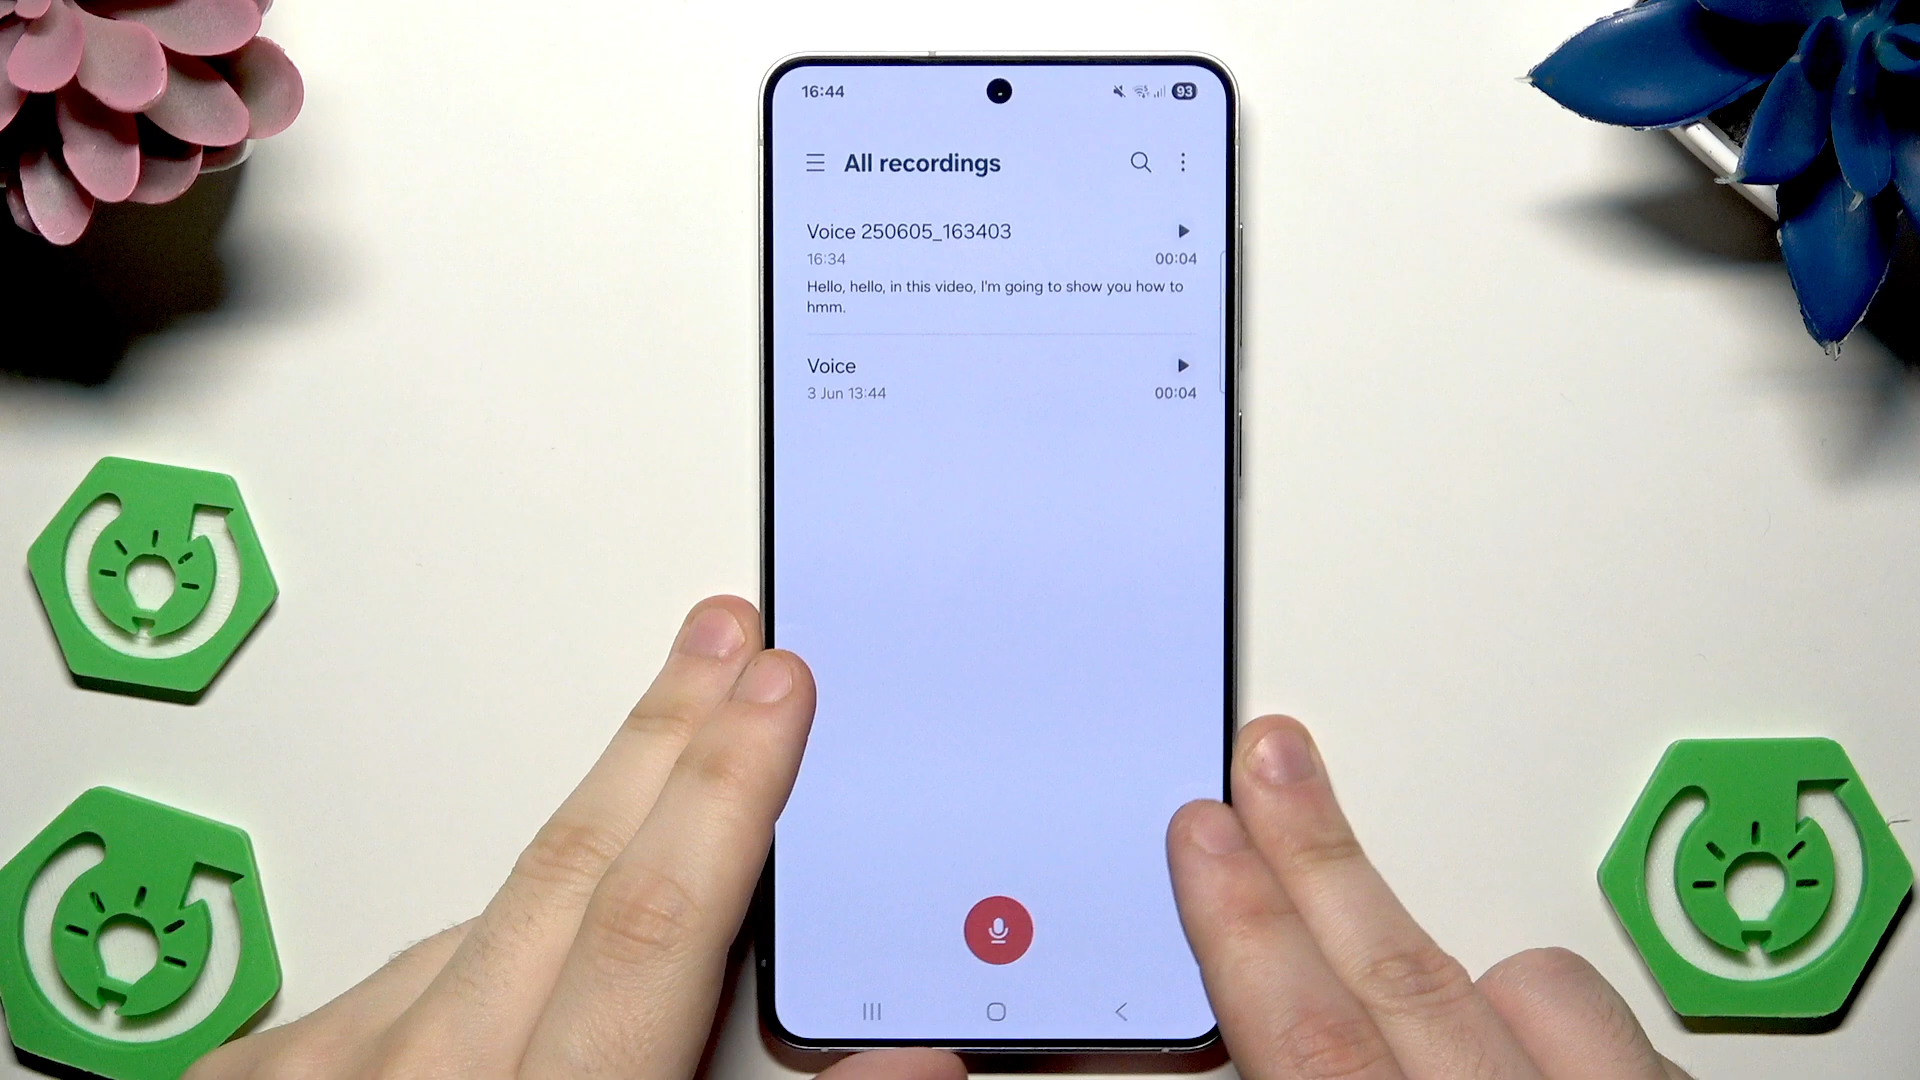 16:44
93
All recordings
Voice 250605_163403
16:34
00:04
Hello, hello, in this video, I'm going to show you how to
hmm.
Voice
3 Jun 13:44
00:04